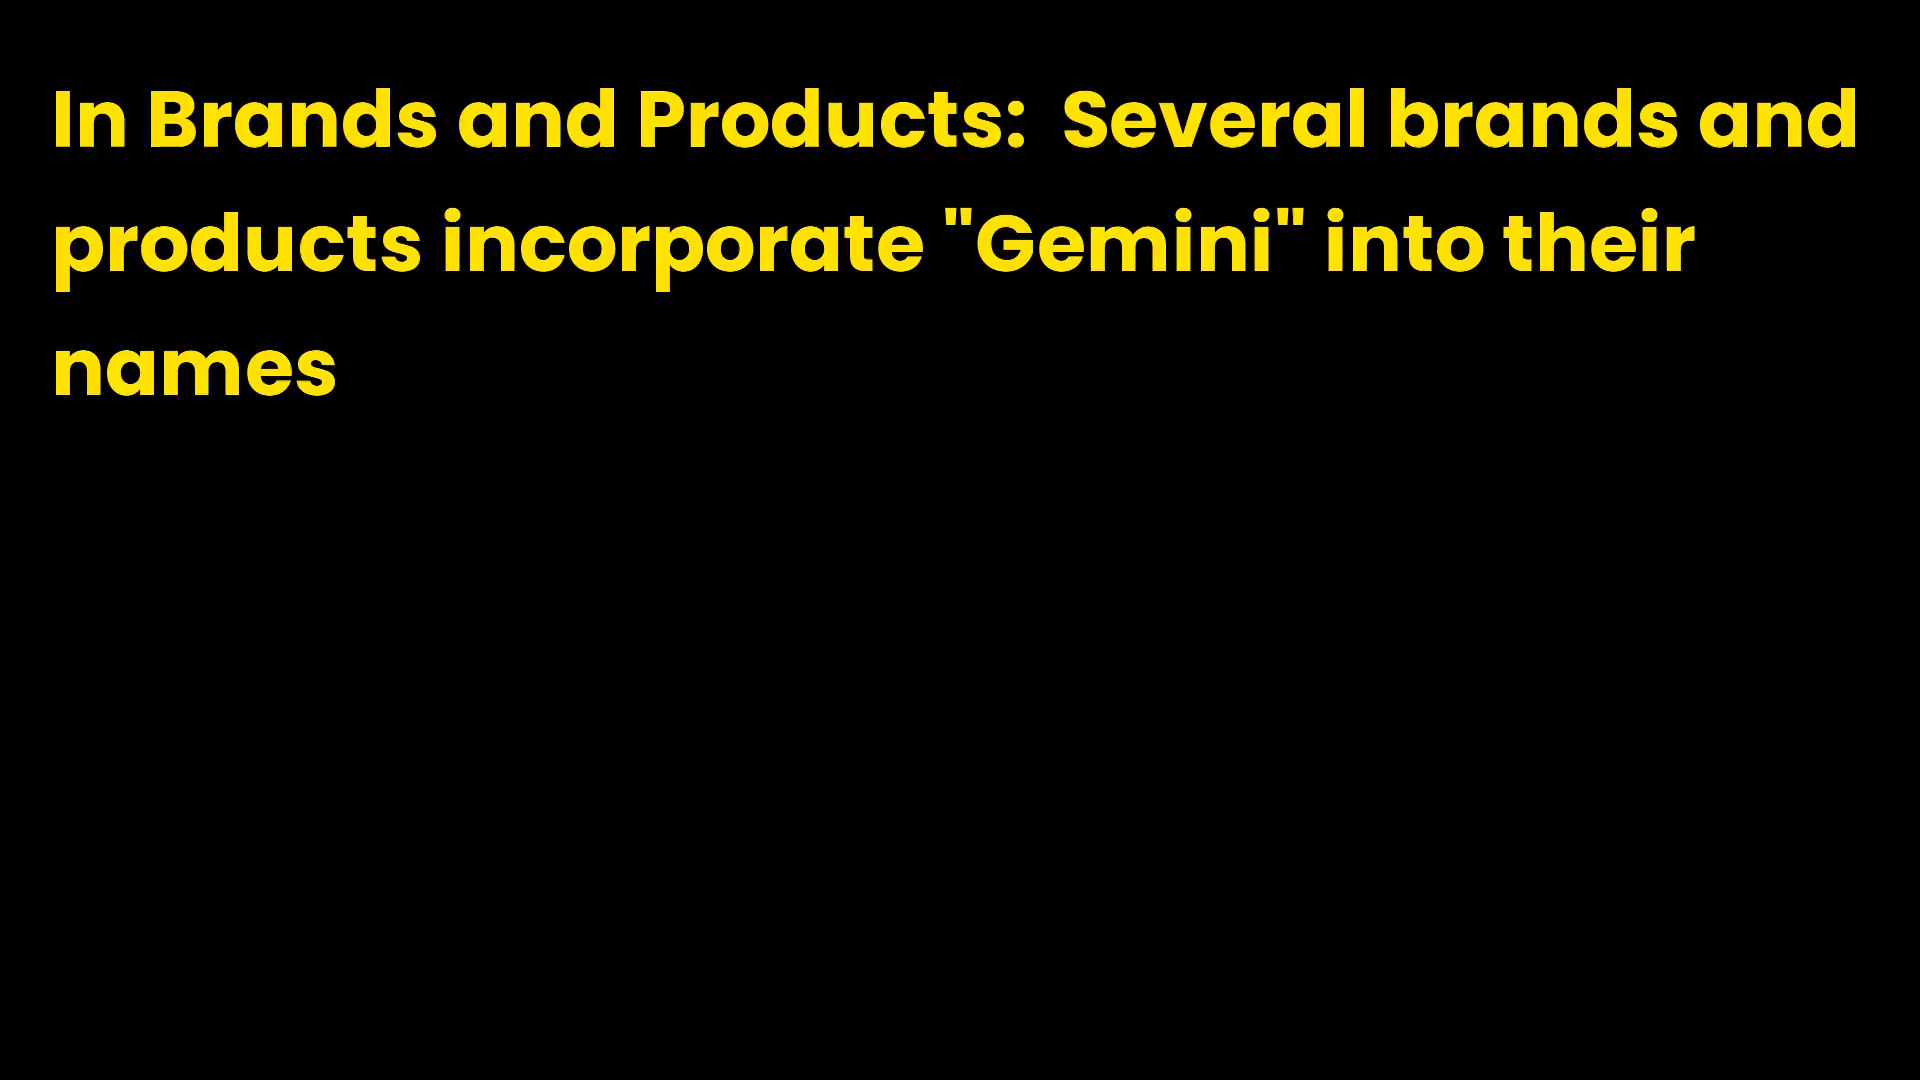 In Brands and Products:  Several brands and
products incorporate "Gemini" into their
names